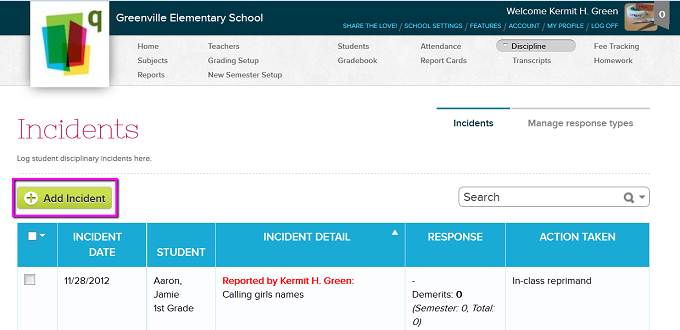 Greenville Elementary School
Welcome Kermit H. Green
0
SHARE THE LOVE! / SCHOOL SETTINGS / FEATURES / ACCOUNT / MY PROFILE / LOG OFF
q
Home Teachers Students Attendance Discipline Fee Tracking
Subjects Grading Setup Gradebook Report Cards Transcripts Homework
Reports New Semester Setup
Incidents
Incidents Manage response types
Log student disciplinary incidents here.
Add Incident
Search
INCIDENT DATE STUDENT INCIDENT DETAIL RESPONSE ACTION TAKEN
11/28/2012 Aaron, Reported by Kermit H. Green: - In-class reprimand
Jamie Calling girls names Demerits: 0
1st Grade (Semester: 0, Total:
0)